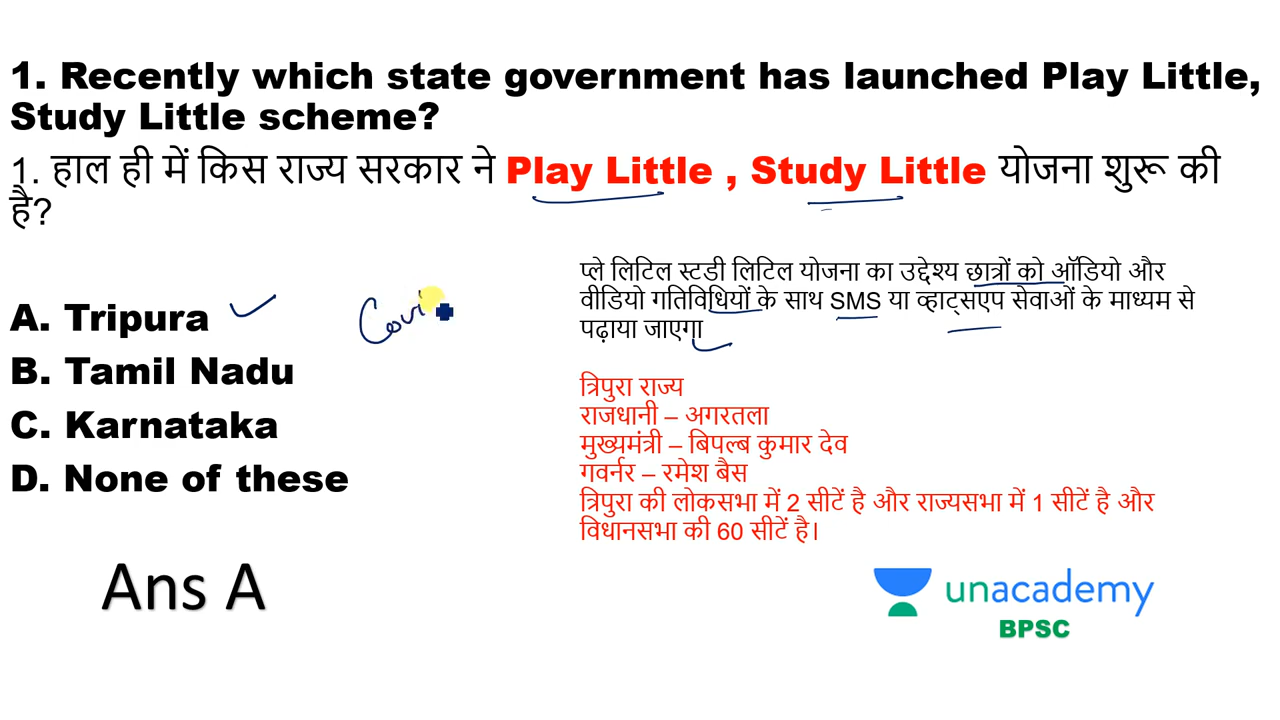 1. Recently which state government has launched Play Little,
Study Little scheme?
1. हाल ही में किस राज्य सरकार ने Play Little , Study Little योजना शुरू की
है?
A. Tripura
B. Tamil Nadu
C. Karnataka
D. None of these
Ans A
Covi
प्ले लिटिल स्टडी लिटिल योजना का उद्देश्य छात्रों को ऑडियो और
वीडियो गतिविधियों के साथ SMS या व्हाट्सएप सेवाओं के माध्यम से
पढ़ाया जाएगा
त्रिपुरा राज्य
राजधानी – अगरतला
मुख्यमंत्री – बिपल्ब कुमार देव
गवर्नर – रमेश बैस
त्रिपुरा की लोकसभा में 2 सीटें है और राज्यसभा में 1 सीटें है और
विधानसभा की 60 सीटें है।
unacademy
BPSC